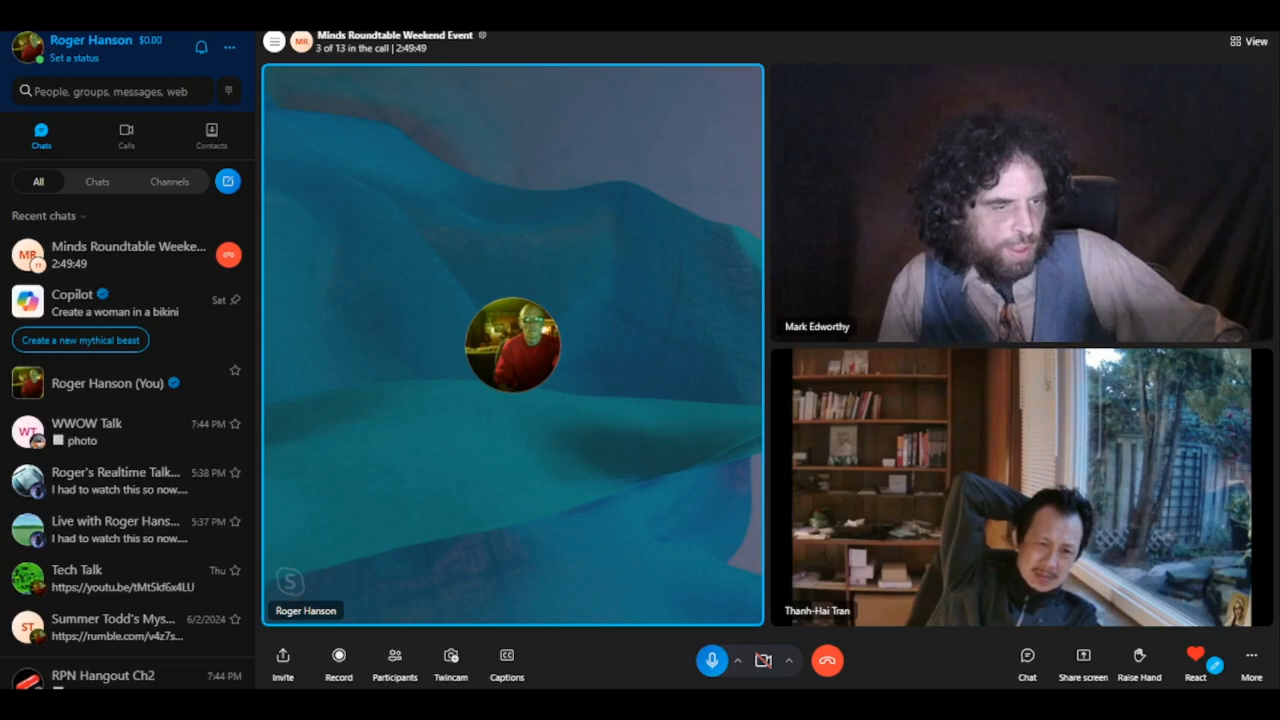 Roger Hanson $0.00
Set a status
People, groups, messages, web
Chats
Calls
Contacts
All
Chats
Channels
Recent chats
MR
FT
Minds Roundtable Weeke...
2:49:49
Copilot
Sat
Create a woman in a bikini
Create a new mythical beast
Roger Hanson (You)
WT
WWOW Talk
7:44 PM
photo
Roger's Realtime Talk...
5:38 PM
I had to watch this so now....
Live with Roger Hans...
5:37 PM
I had to watch this so now....
Tech Talk
Thu
https://youtu.be/tMt5kf6x4LU
ST
Summer Todd's Mys...
6/2/2024
https://rumble.com/v4z7s...
RPN Hangout Ch2
7:44 PM
MR
Minds Roundtable Weekend Event
3 of 13 in the call | 2:49:49
View
S
Roger Hanson
Mark Edworthy
Thanh-Hai Tran
Invite
Record
Participants
Twincam
Captions
Chat
Share screen
Raise Hand
React
More